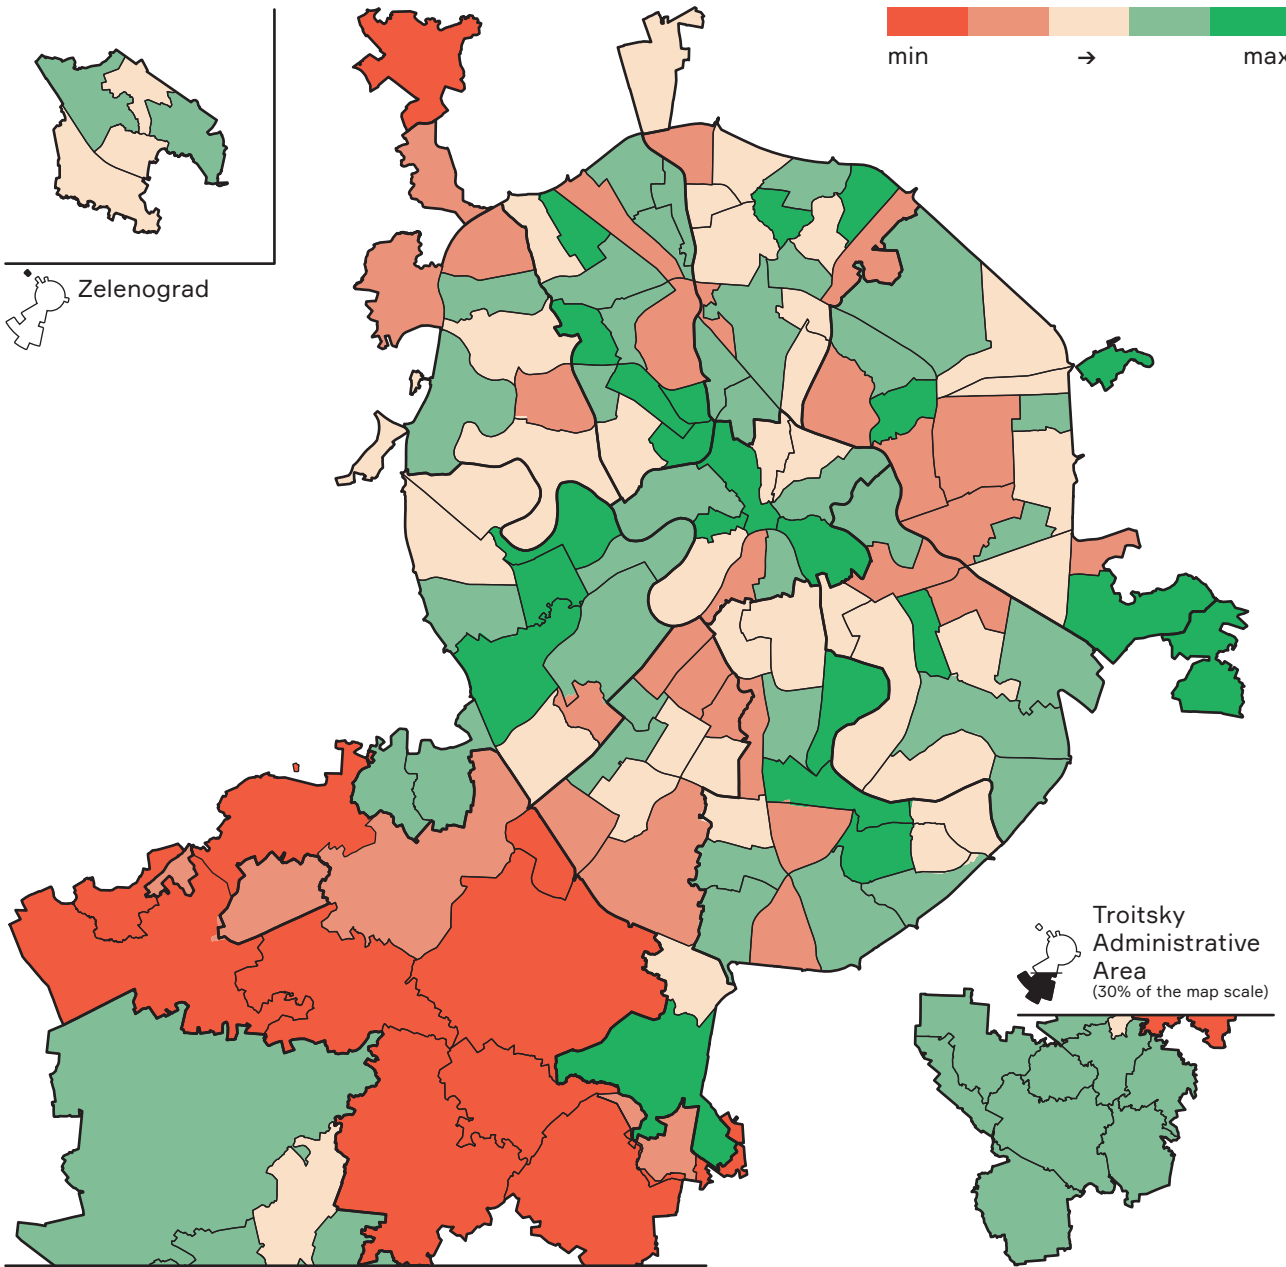 min → max
Zelenograd
Troitsky
Administrative
Area
(30% of the map scale)